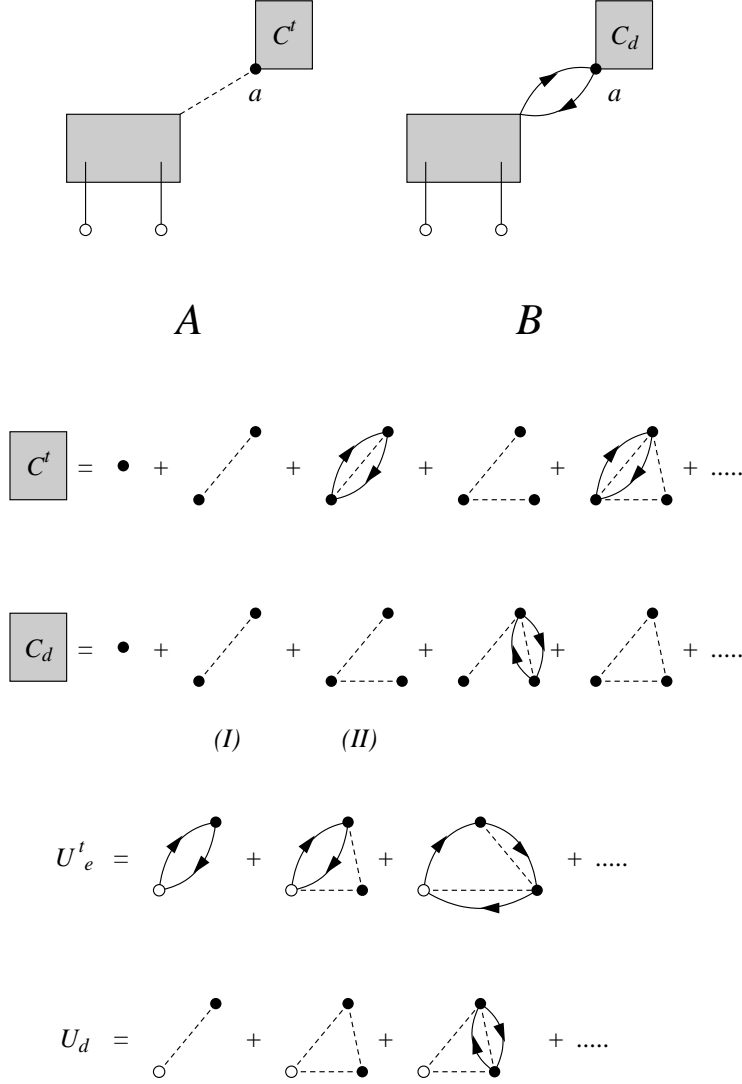 C^t C_d
a a
A B
C^t = + + + + + .....
C_d = + + + + + .....
(I) (II)
U^t_e = + + + .....
U_d = + + + .....